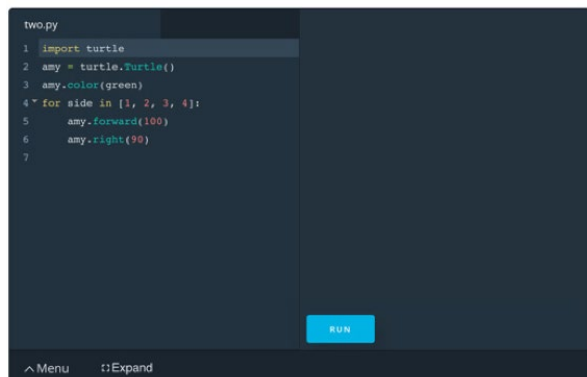 two.py
1 import turtle
2 amy = turtle.Turtle()
3 amy.color(green)
4 for side in [1, 2, 3, 4]:
5     amy.forward(100)
6     amy.right(90)
7
RUN
Menu
Expand